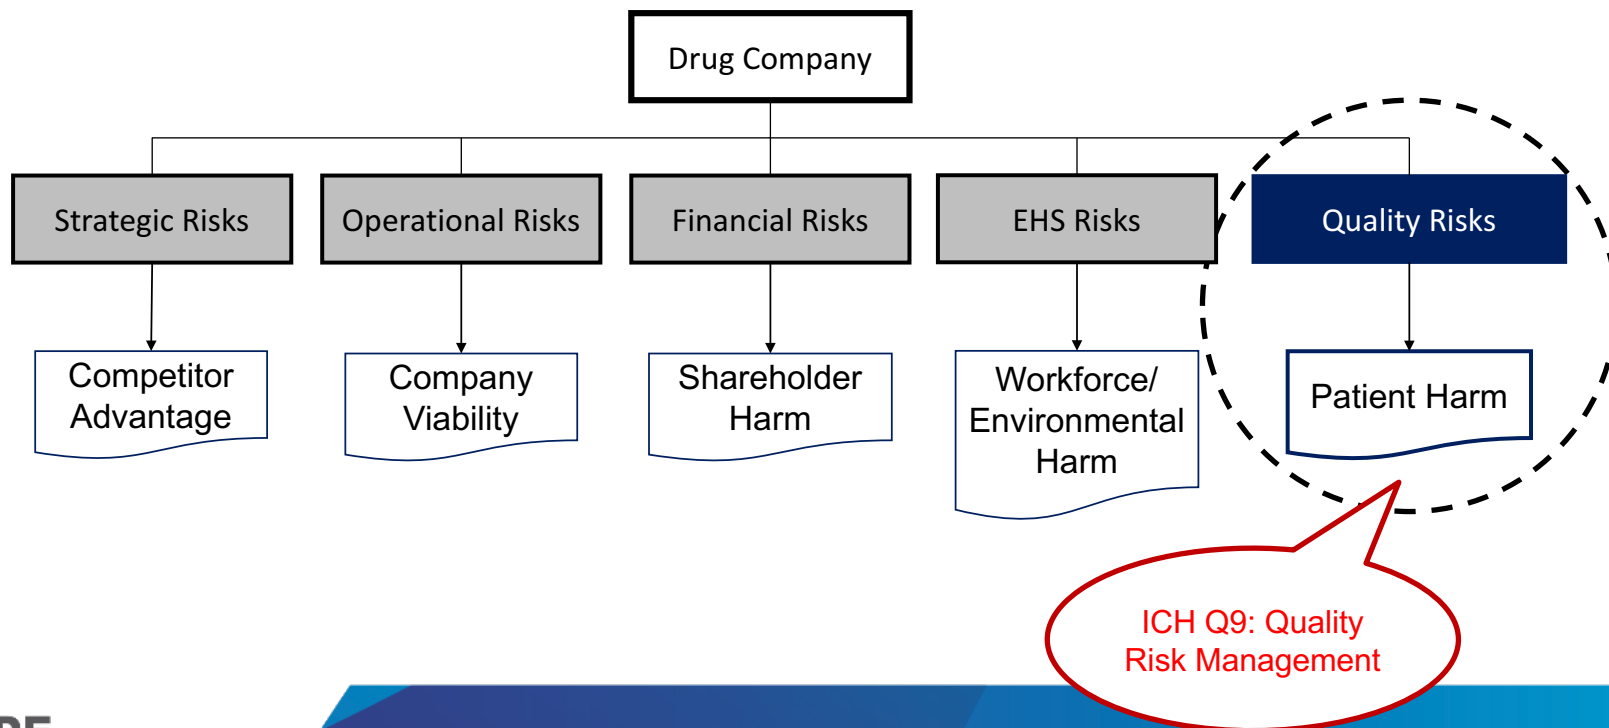 Drug Company
Strategic Risks
Operational Risks
Financial Risks
EHS Risks
Quality Risks
Competitor
Advantage
Company
Viability
Shareholder
Harm
Workforce/
Environmental
Harm
Patient Harm
ICH Q9: Quality
Risk Management